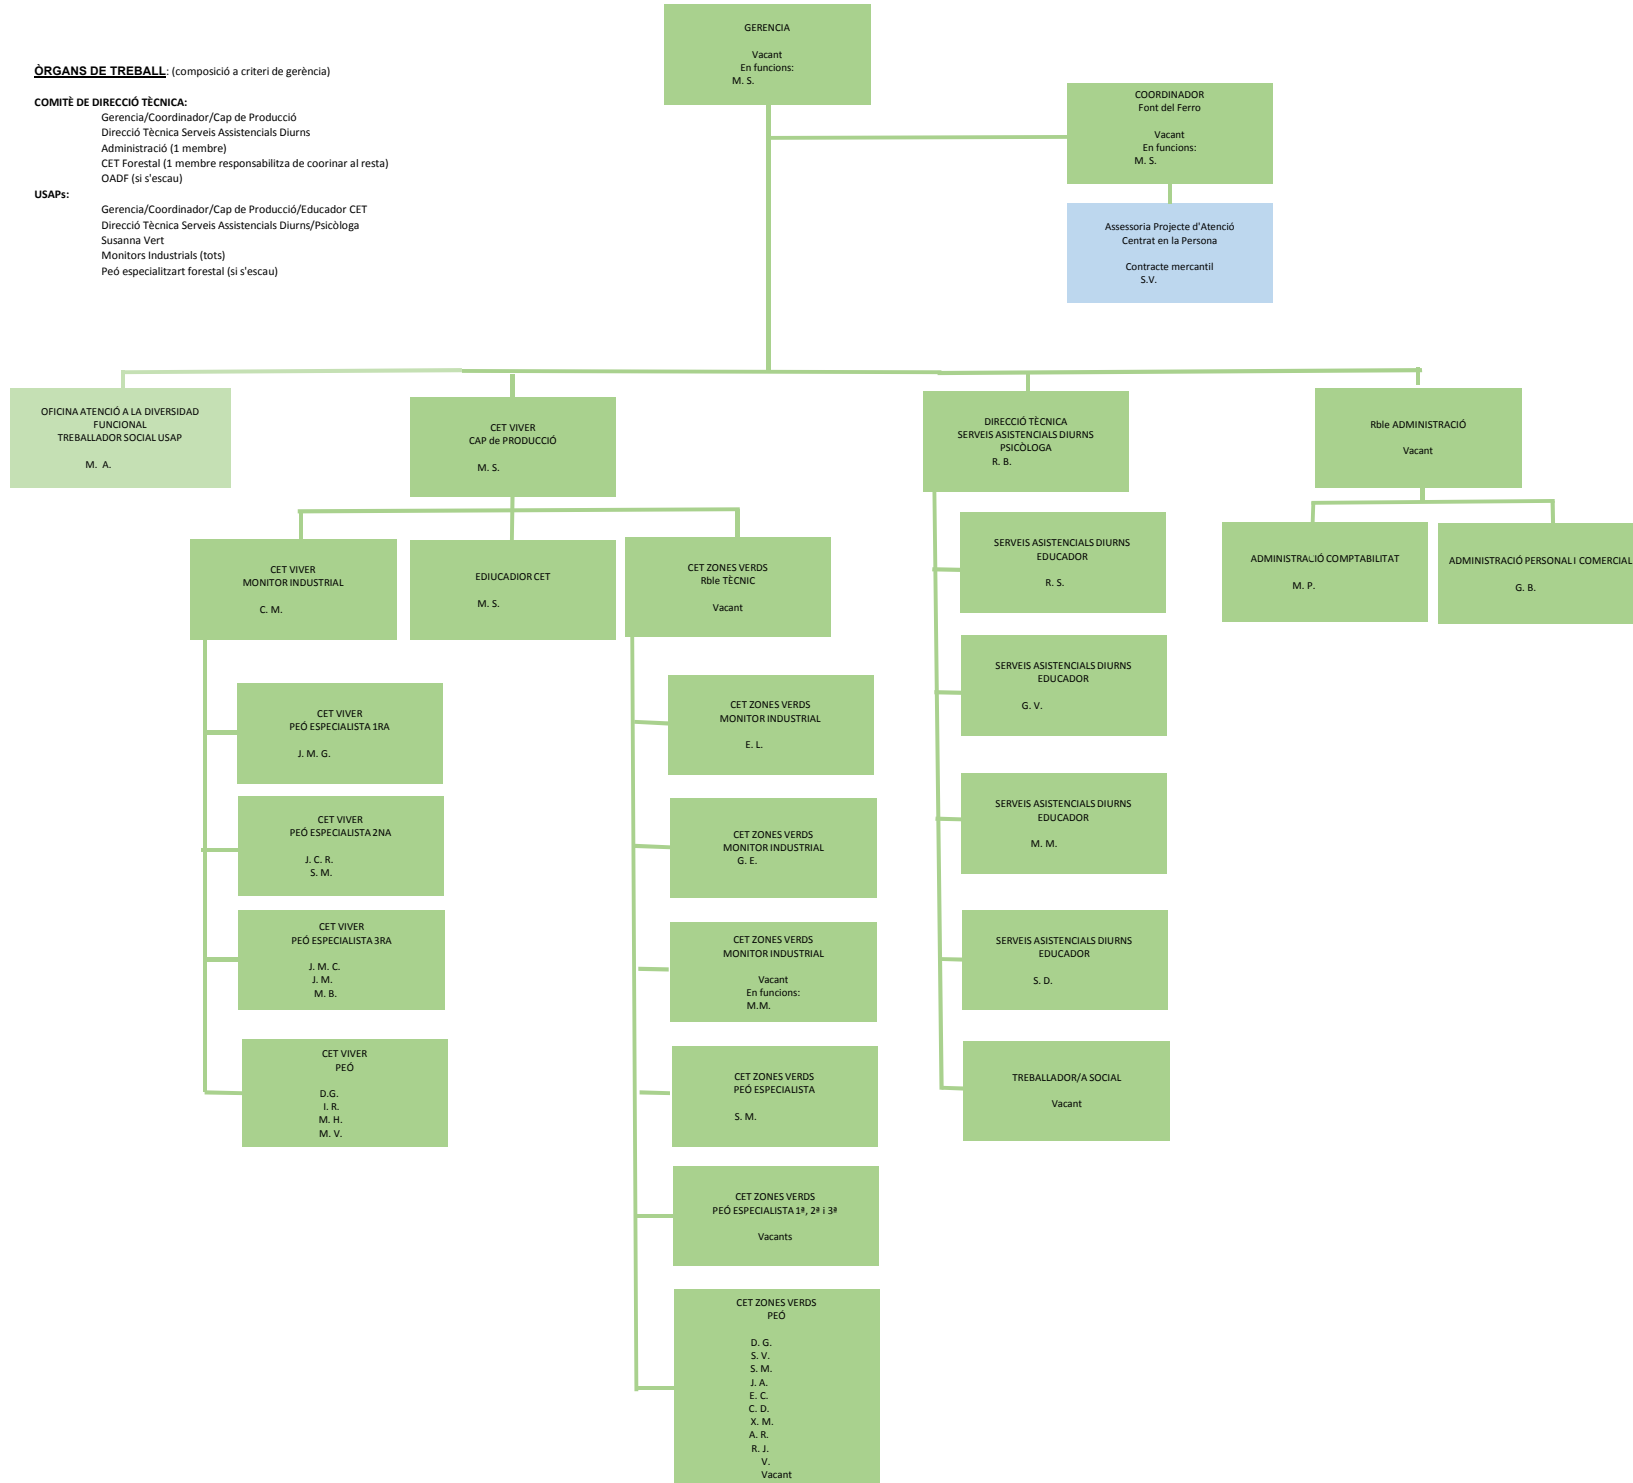 GERENCIA
Vacant
En funcions:
M. S.
ÒRGANS DE TREBALL: (composició a criteri de gerència)
COMITÈ DE DIRECCIÓ TÈCNICA:
Gerencia/Coordinador/Cap de Producció
Direcció Tècnica Serveis Assistencials Diurns
Administració (1 membre)
CET Forestal (1 membre responsabilitza de coorinar al resta)
OADF (si s'escau)
USAPs:
Gerencia/Coordinador/Cap de Producció/Educador CET
Direcció Tècnica Serveis Assistencials Diurns/Psicòloga
Susanna Vert
Monitors Industrials (tots)
Peó especialitzart forestal (si s'escau)
COORDINADOR
Font del Ferro
Vacant
En funcions:
M. S.
Assessoria Projecte d'Atenció
Centrat en la Persona
Contracte mercantil
S.V.
OFICINA ATENCIÓ A LA DIVERSIDAD
FUNCIONAL
TREBALLADOR SOCIAL USAP
M. A.
CET VIVER
CAP de PRODUCCIÓ
M. S.
DIRECCIÓ TÈCNICA
SERVEIS ASISTENCIALS DIURNS
PSICÒLOGA
R. B.
Rble ADMINISTRACIÓ
Vacant
CET VIVER
MONITOR INDUSTRIAL
C. M.
EDIUCADIOR CET
M. S.
CET ZONES VERDS
Rble TÈCNIC
Vacant
ADMINISTRACIÓ COMPTABILITAT
M. P.
ADMINISTRACIÓ PERSONAL I COMERCIAL
G. B.
CET VIVER
PEÓ ESPECIALISTA 1RA
J. M. G.
CET VIVER
PEÓ ESPECIALISTA 2NA
J. C. R.
S. M.
CET VIVER
PEÓ ESPECIALISTA 3RA
J. M. C.
J. M.
M. B.
CET VIVER
PEÓ
D.G.
I. R.
M. H.
M. V.
CET ZONES VERDS
MONITOR INDUSTRIAL
E. L.
CET ZONES VERDS
MONITOR INDUSTRIAL
G. E.
CET ZONES VERDS
MONITOR INDUSTRIAL
Vacant
En funcions:
M.M.
CET ZONES VERDS
PEÓ ESPECIALISTA
S. M.
CET ZONES VERDS
PEÓ ESPECIALISTA 1ª, 2ª i 3ª
Vacants
CET ZONES VERDS
PEÓ
D. G.
S. V.
S. M.
J. A.
E. C.
C. D.
X. M.
A. R.
R. J.
V.
Vacant
SERVEIS ASISTENCIALS DIURNS
EDUCADOR
R. S.
SERVEIS ASISTENCIALS DIURNS
EDUCADOR
G. V.
SERVEIS ASISTENCIALS DIURNS
EDUCADOR
M. M.
SERVEIS ASISTENCIALS DIURNS
EDUCADOR
S. D.
TREBALLADOR/A SOCIAL
Vacant